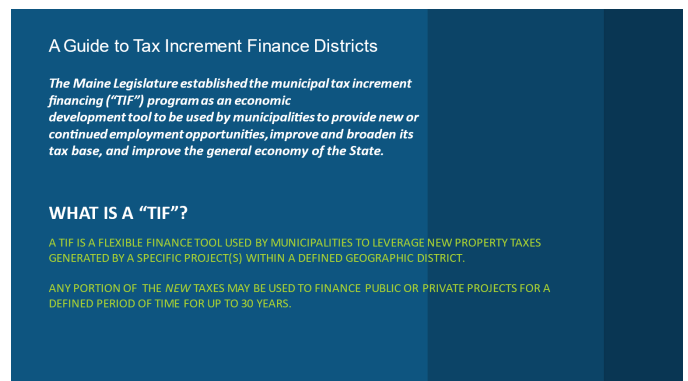 A Guide to Tax Increment Finance Districts
The Maine Legislature established the municipal tax increment
financing (“TIF”) program as an economic
development tool to be used by municipalities to provide new or
continued employment opportunities, improve and broaden its
tax base, and improve the general economy of the State.
WHAT IS A “TIF”?
A TIF IS A FLEXIBLE FINANCE TOOL USED BY MUNICIPALITIES TO LEVERAGE NEW PROPERTY TAXES
GENERATED BY A SPECIFIC PROJECT(S) WITHIN A DEFINED GEOGRAPHIC DISTRICT.
ANY PORTION OF THE NEW TAXES MAY BE USED TO FINANCE PUBLIC OR PRIVATE PROJECTS FOR A
DEFINED PERIOD OF TIME FOR UP TO 30 YEARS.